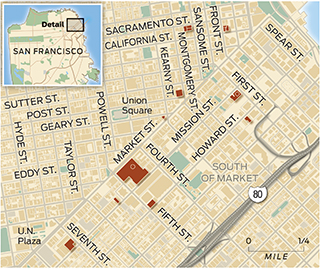 Detail
SAN FRANCISCO
SACRAMENTO ST.
CALIFORNIA ST.
KEARNY ST.
MONTGOMERY ST.
SANSOME ST.
FRONT ST.
SPEAR ST.
SUTTER ST.
POST ST.
GEARY ST.
HYDE ST.
TAYLOR ST.
POWELL ST.
Union
Square
MARKET ST.
MISSION ST.
FIRST ST.
HOWARD ST.
FOURTH ST.
SOUTH OF
MARKET
EDDY ST.
80
U.N.
Plaza
FIFTH ST.
SEVENTH ST.
0 1/4
MILE